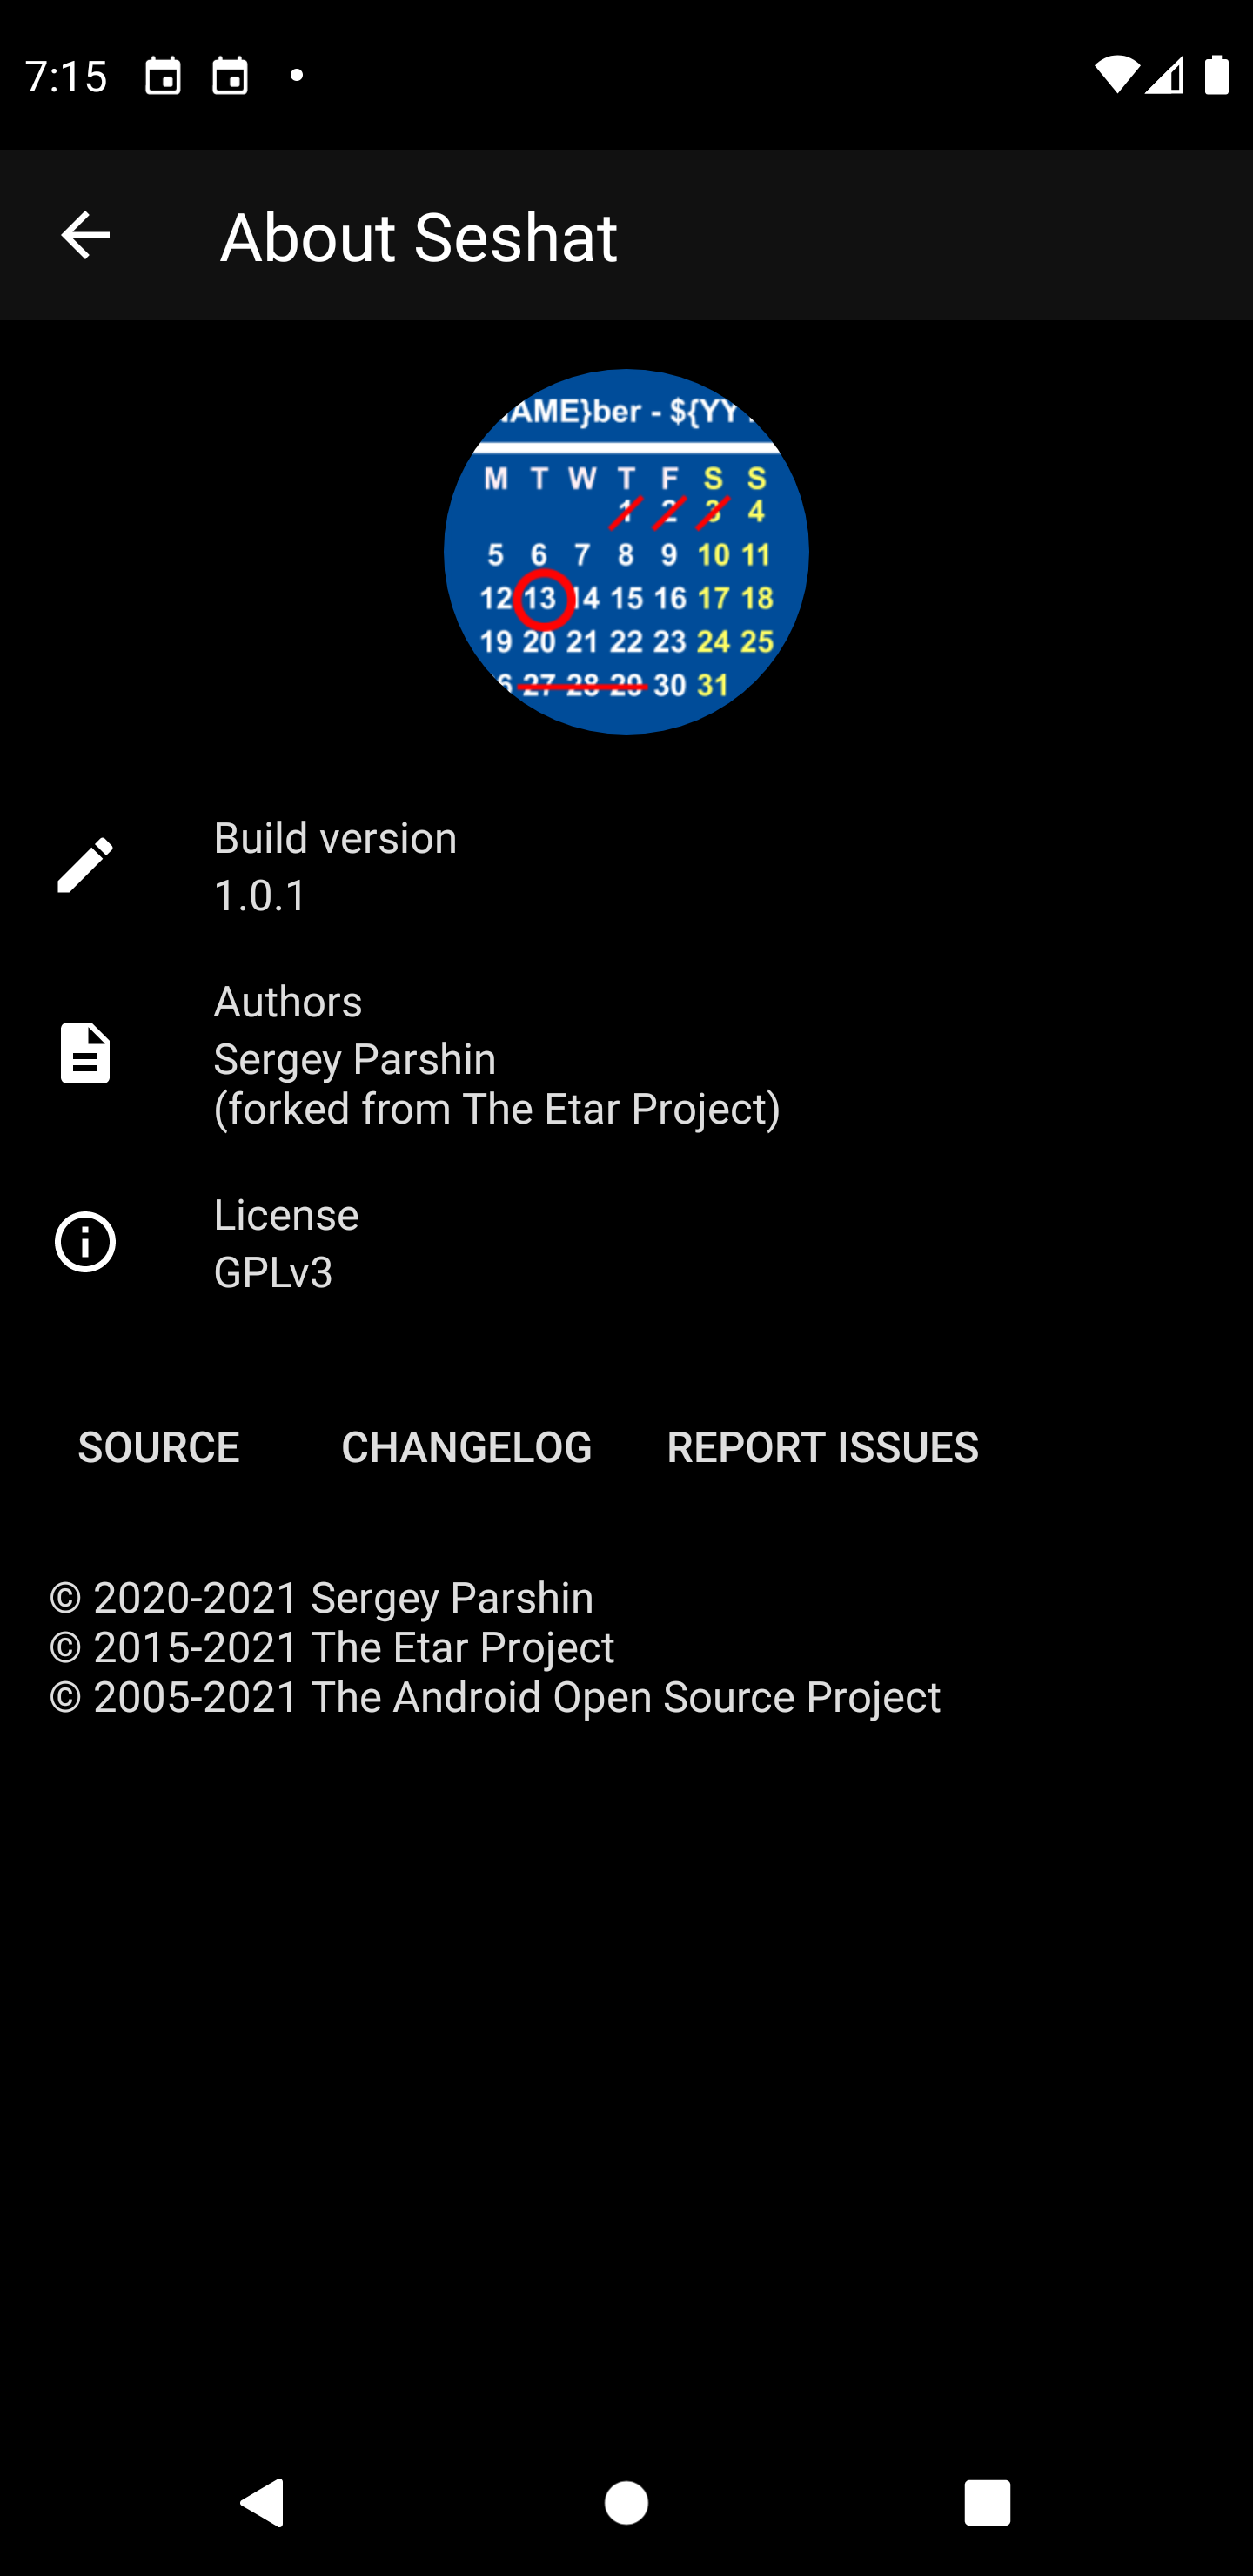 7:15
About Seshat
AME}ber - ${YY
M T W T F S S
1 2 3 4
5 6 7 8 9 10 11
12 13 14 15 16 17 18
19 20 21 22 23 24 25
6 27 28 29 30 31
Build version
1.0.1
Authors
Sergey Parshin
(forked from The Etar Project)
License
GPLv3
SOURCE CHANGELOG REPORT ISSUES
© 2020-2021 Sergey Parshin
© 2015-2021 The Etar Project
© 2005-2021 The Android Open Source Project